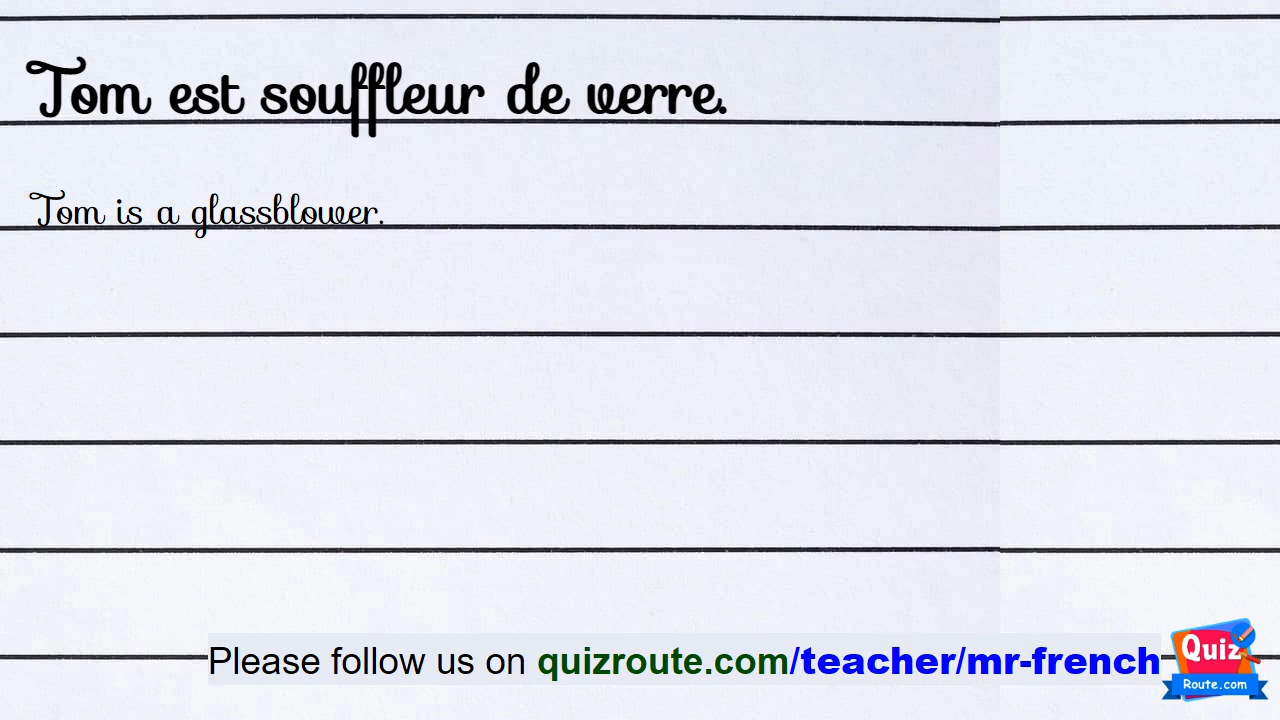 Tom est souffleur de verre.
Tom is a glassblower.
Please follow us on quizroute.com/teacher/mr-french
Quiz
Route.com